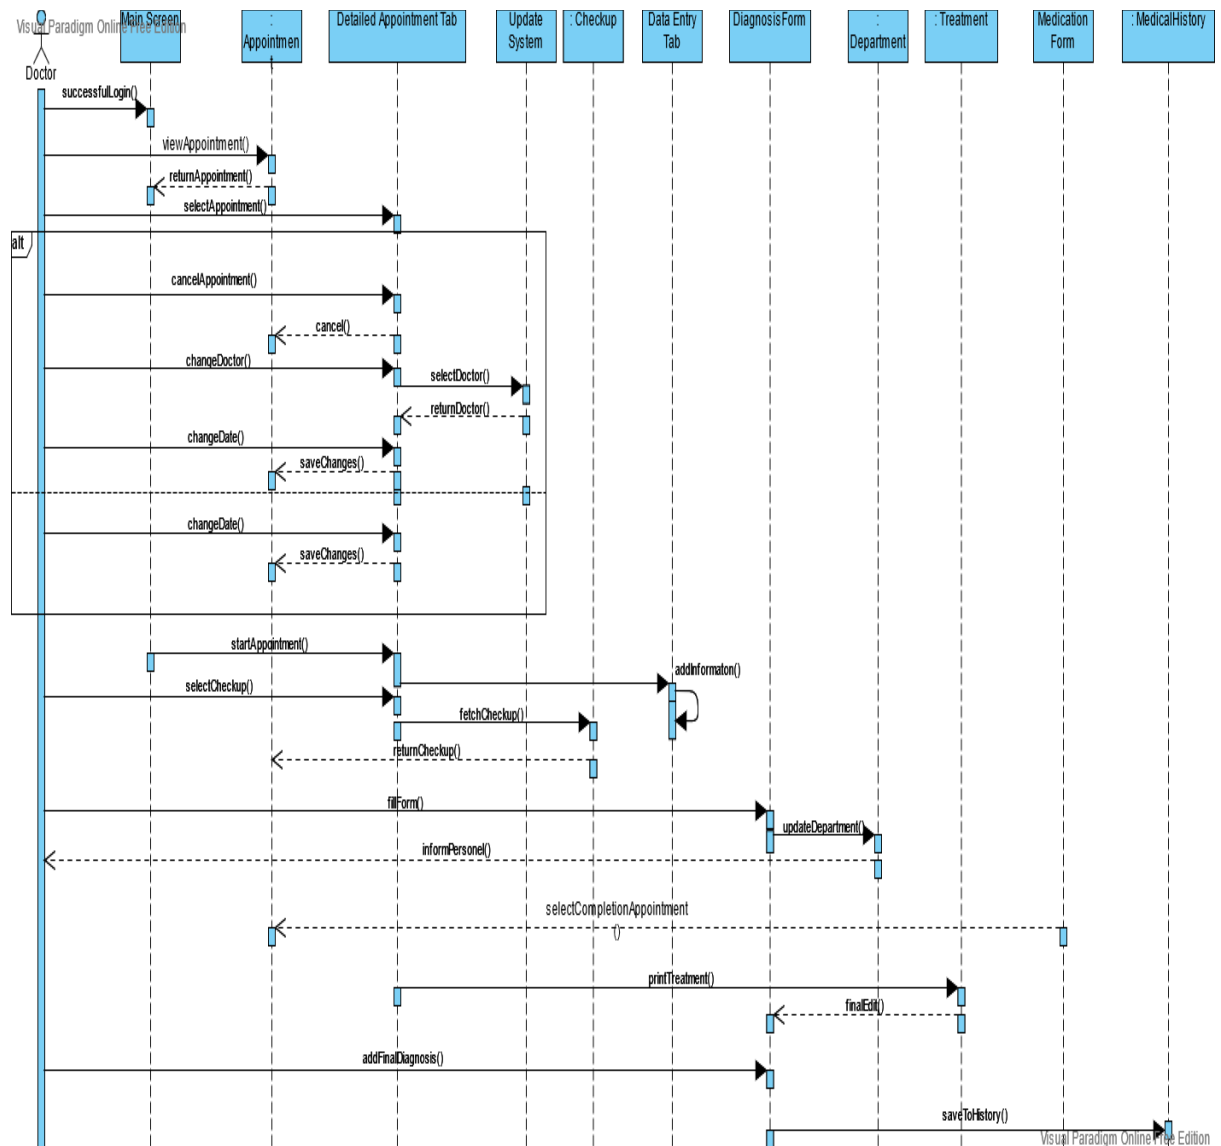 Visual Paradigm Online Free Edition
Doctor
Main Screen
:
Appointmen
Detailed Appointment Tab
Update
System
: Checkup
Data Entry
Tab
DiagnosisForm
:
Department
: Treatment
Medication
Form
: MedicalHistory
successfulLogin()
viewAppointment()
returnAppointment()
selectAppointment()
alt
cancelAppointment()
cancel()
changeDoctor()
selectDoctor()
returnDoctor()
changeDate()
saveChanges()
changeDate()
saveChanges()
startAppointment()
addInformaton()
selectCheckup()
fetchCheckup()
returnCheckup()
fillForm()
updateDepartment()
informPersonel()
selectCompletionAppointment
()
printTreatment()
finalEdit()
addFinalDiagnosis()
saveToHistory()
Visual Paradigm Online Free Edition